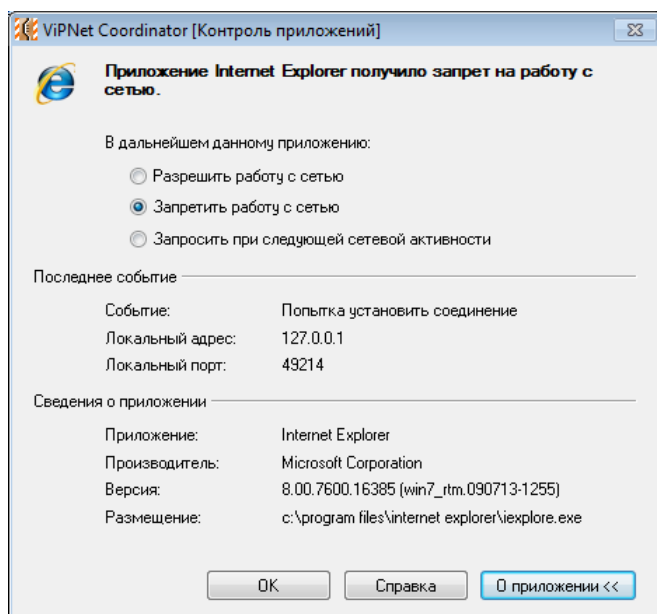 ViPNet Coordinator [Контроль приложений]
Приложение Internet Explorer получило запрет на работу с
сетью.
В дальнейшем данному приложению:
Разрешить работу с сетью
Запретить работу с сетью
Запросить при следующей сетевой активности
Последнее событие
Событие: Попытка установить соединение
Локальный адрес: 127.0.0.1
Локальный порт: 49214
Сведения о приложении
Приложение: Internet Explorer
Производитель: Microsoft Corporation
Версия: 8.00.7600.16385 (win7_rtm.090713-1255)
Размещение: c:\program files\internet explorer\iexplore.exe
OK Справка О приложении <<